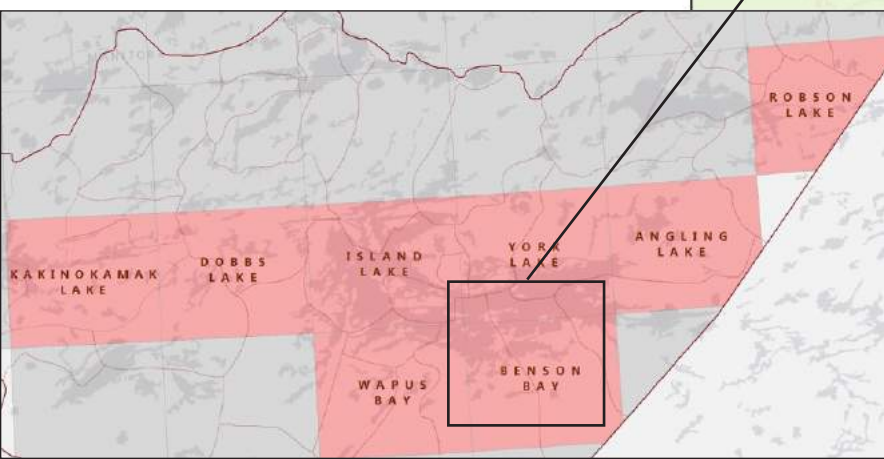 ROBSON
LAKE
KAKINOKAMAK
LAKE
DOBBS
LAKE
ISLAND
LAKE
YORK
LAKE
ANGLING
LAKE
WAPUS
BAY
BENSON
BAY